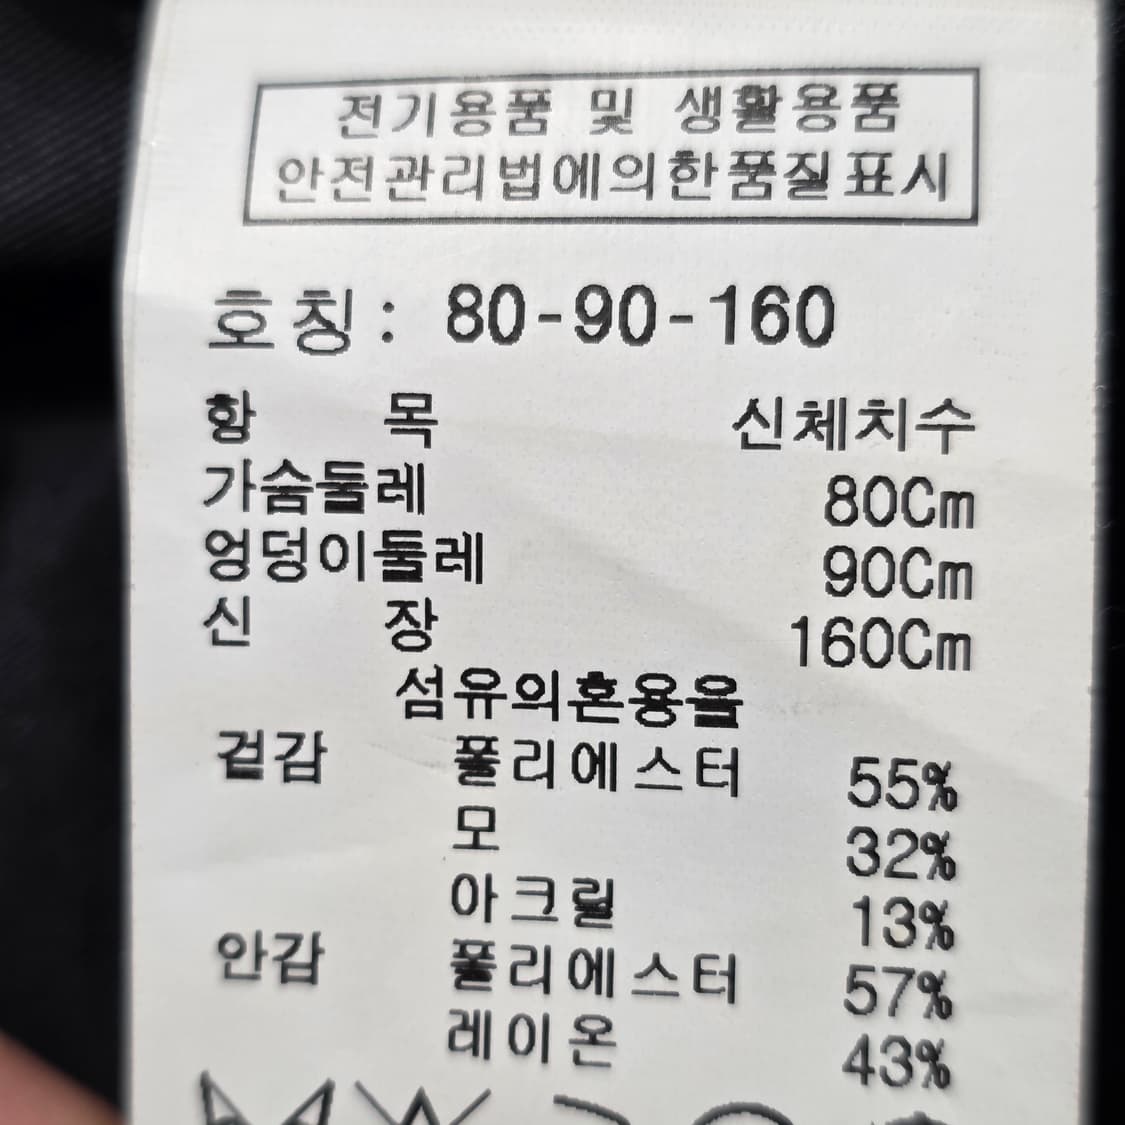 전기용품 및 생활용품
안전관리법에의한품질표시
호칭: 80-90-160
항 목 신체치수
가슴둘레 80Cm
엉덩이둘레 90Cm
신 장 160Cm
섬유의혼용율
겉감 폴리에스터 55%
모 32%
아크릴 13%
안감 폴리에스터 57%
레이온 43%